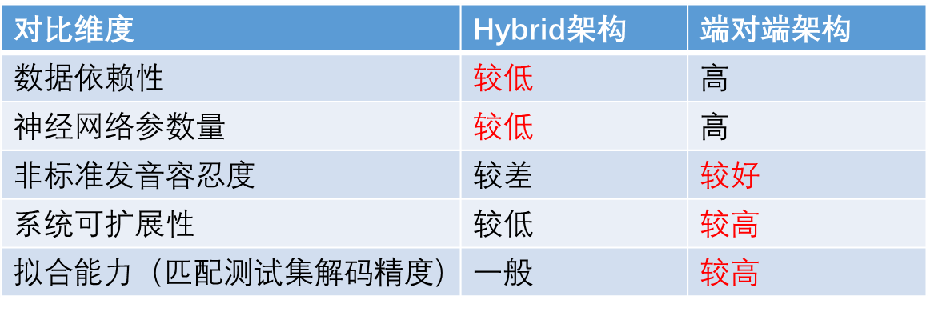 对比维度 Hybrid架构 端对端架构
数据依赖性 较低 高
神经网络参数量 较低 高
非标准发音容忍度 较差 较好
系统可扩展性 较低 较高
拟合能力（匹配测试集解码精度） 一般 较高